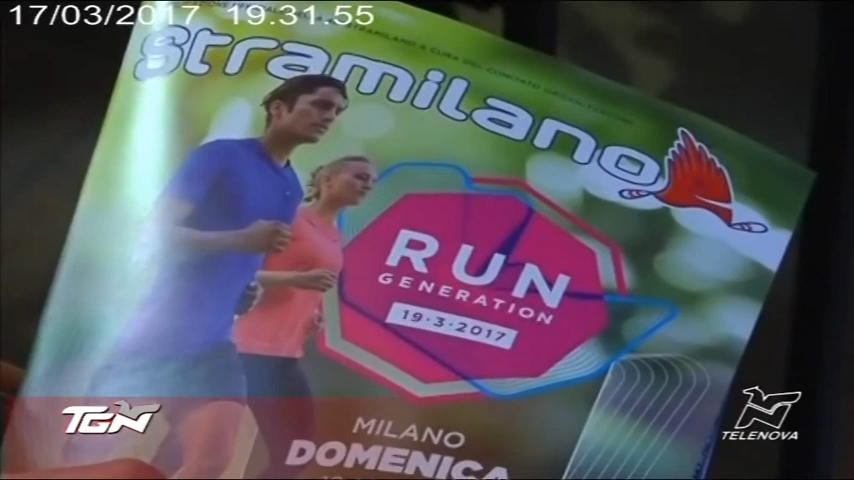 17/03/2017 19.31.55
stramilano
RUN
GENERATION
19·3·2017
MILANO
DOMENICA
TGN
TELENOVA